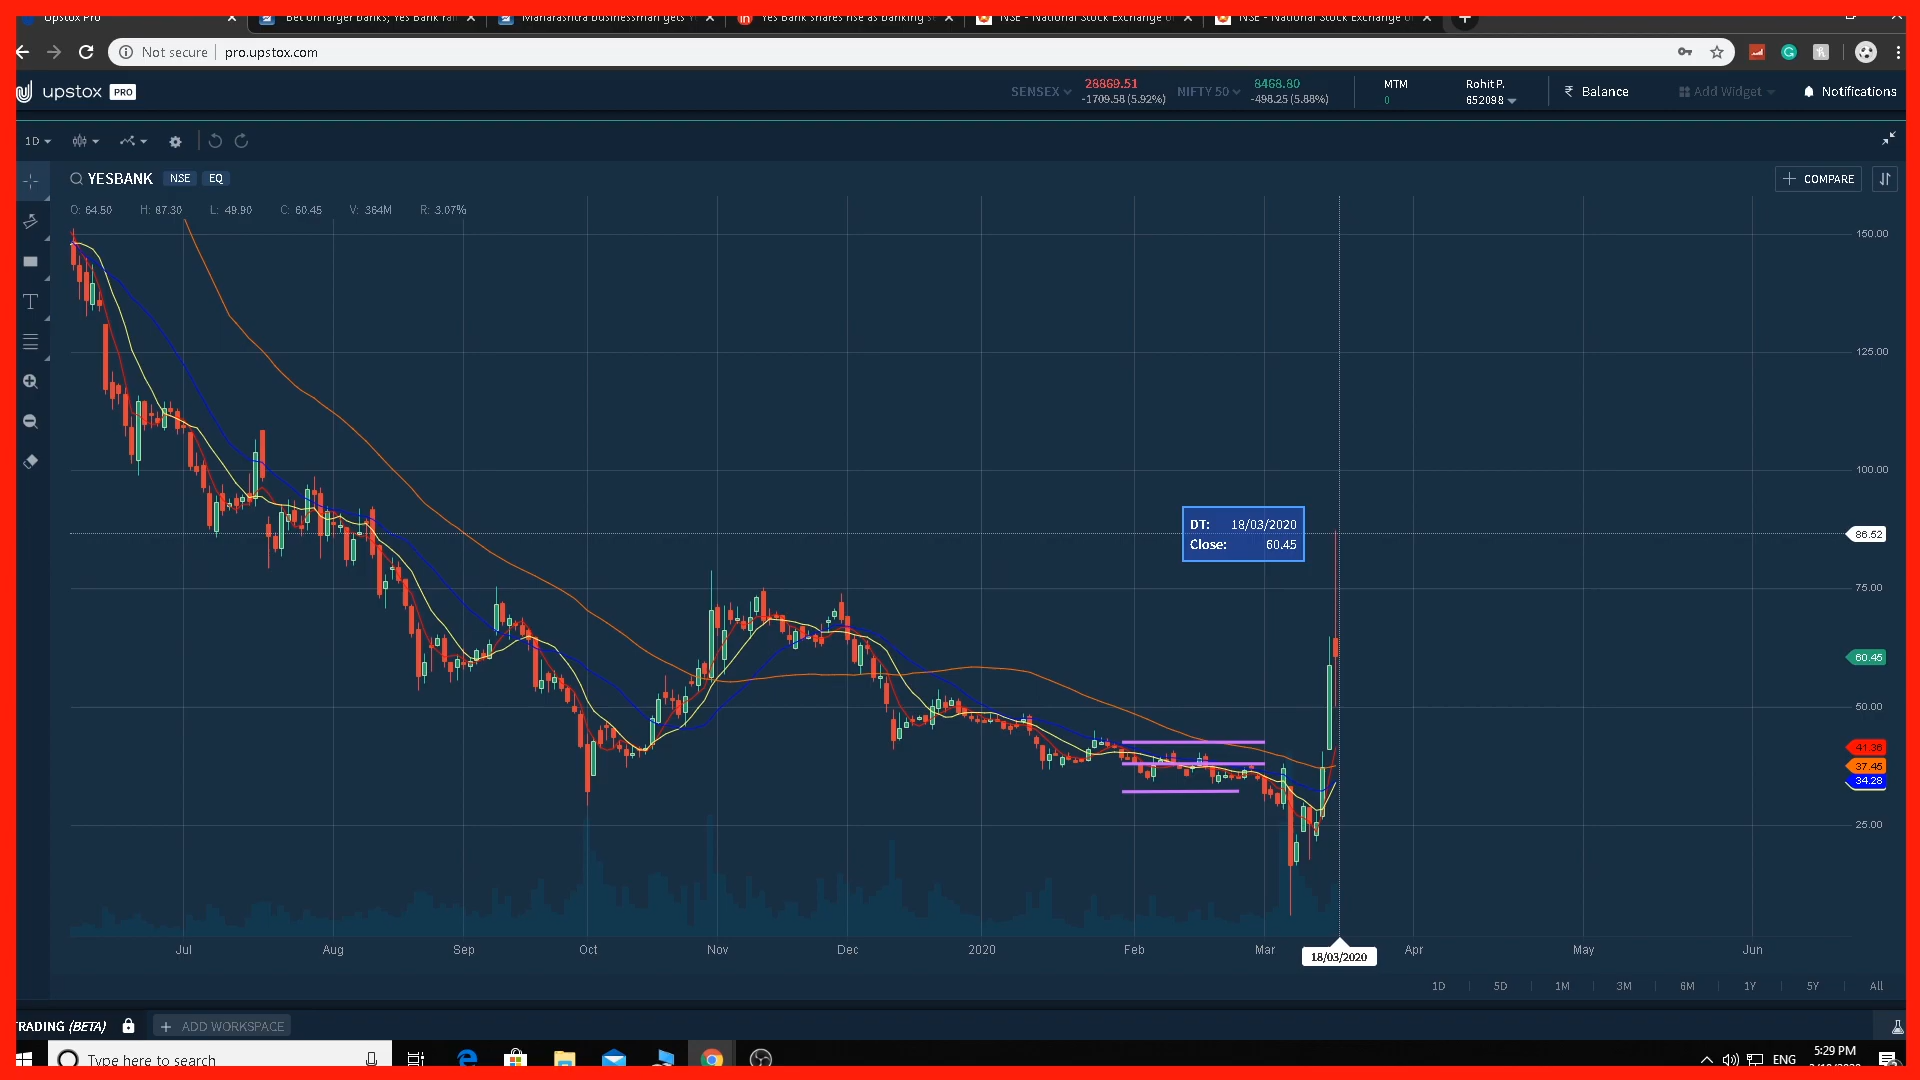 Upstox Pro
Bet on larger banks; Yes Bank ral
Maharashtra businessman gets
Yes Bank shares rise as banking s
NSE - National Stock Exchange o
NSE - National Stock Exchange o
Not secure
pro.upstox.com
upstox PRO
SENSEX
28869.51
-1709.58 (5.92%)
NIFTY 50
8468.80
-498.25 (5.88%)
MTM
0
Rohit P.
652098
₹ Balance
Add Widget
Notifications
1D
YESBANK NSE EQ
COMPARE
O: 64.50 H: 87.30 L: 49.90 C: 60.45 V: 364M R: 3.07%
150.00
125.00
100.00
DT: 18/03/2020
Close: 60.45
86.52
75.00
60.45
50.00
41.36
37.45
34.28
25.00
Jul Aug Sep Oct Nov Dec 2020 Feb Mar Apr May Jun
18/03/2020
1D 5D 1M 3M 6M 1Y 5Y All
TRADING (BETA)
+ ADD WORKSPACE
Type here to search
ENG
5:29 PM